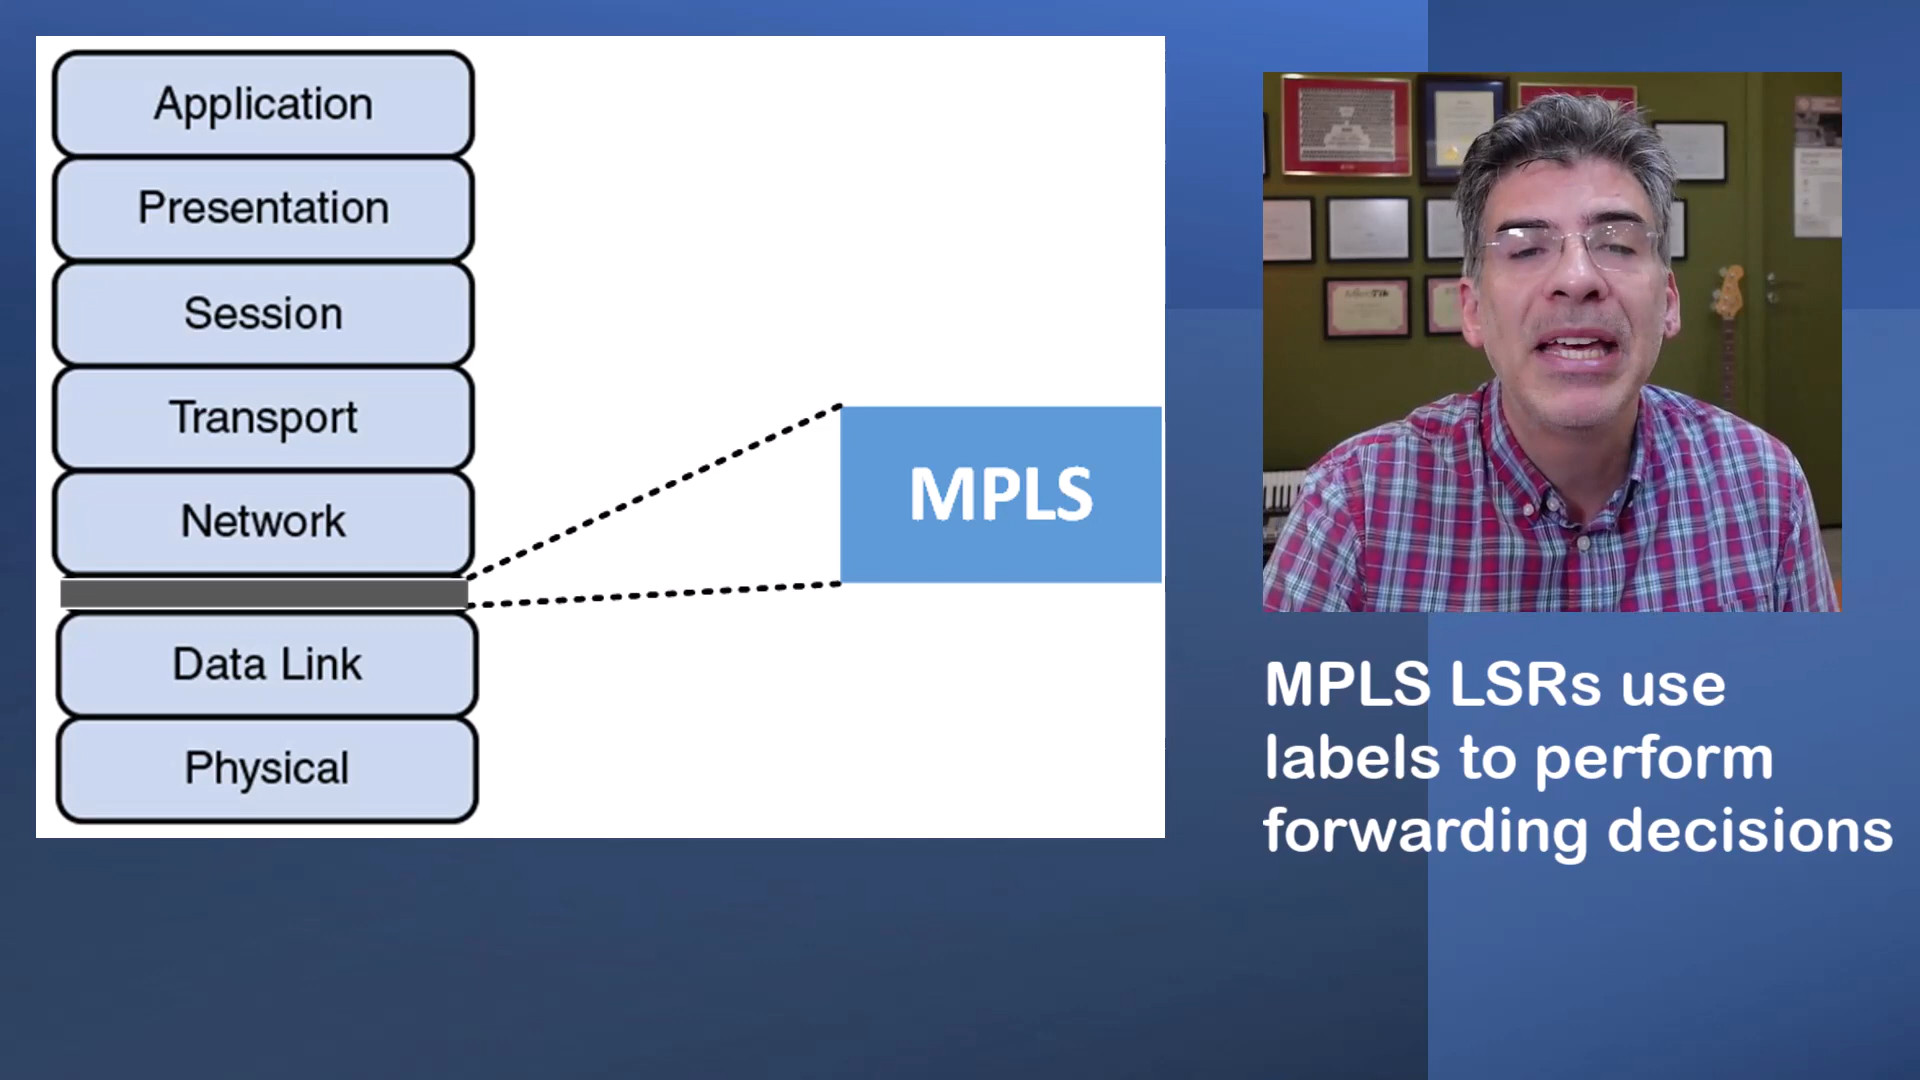 Application
Presentation
Session
Transport
Network
Data Link
Physical
MPLS
MPLS LSRs use
labels to perform
forwarding decisions